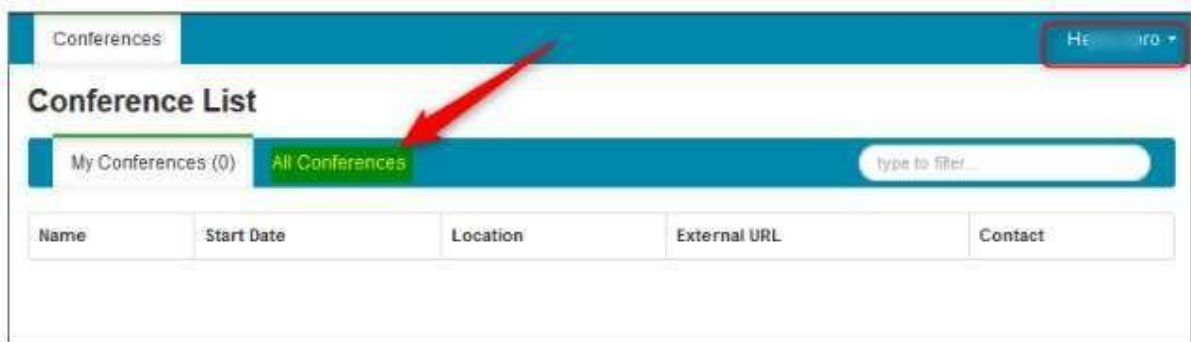 Conferences
Conference List
My Conferences (0) All Conferences type to filter...
Name Start Date Location External URL Contact